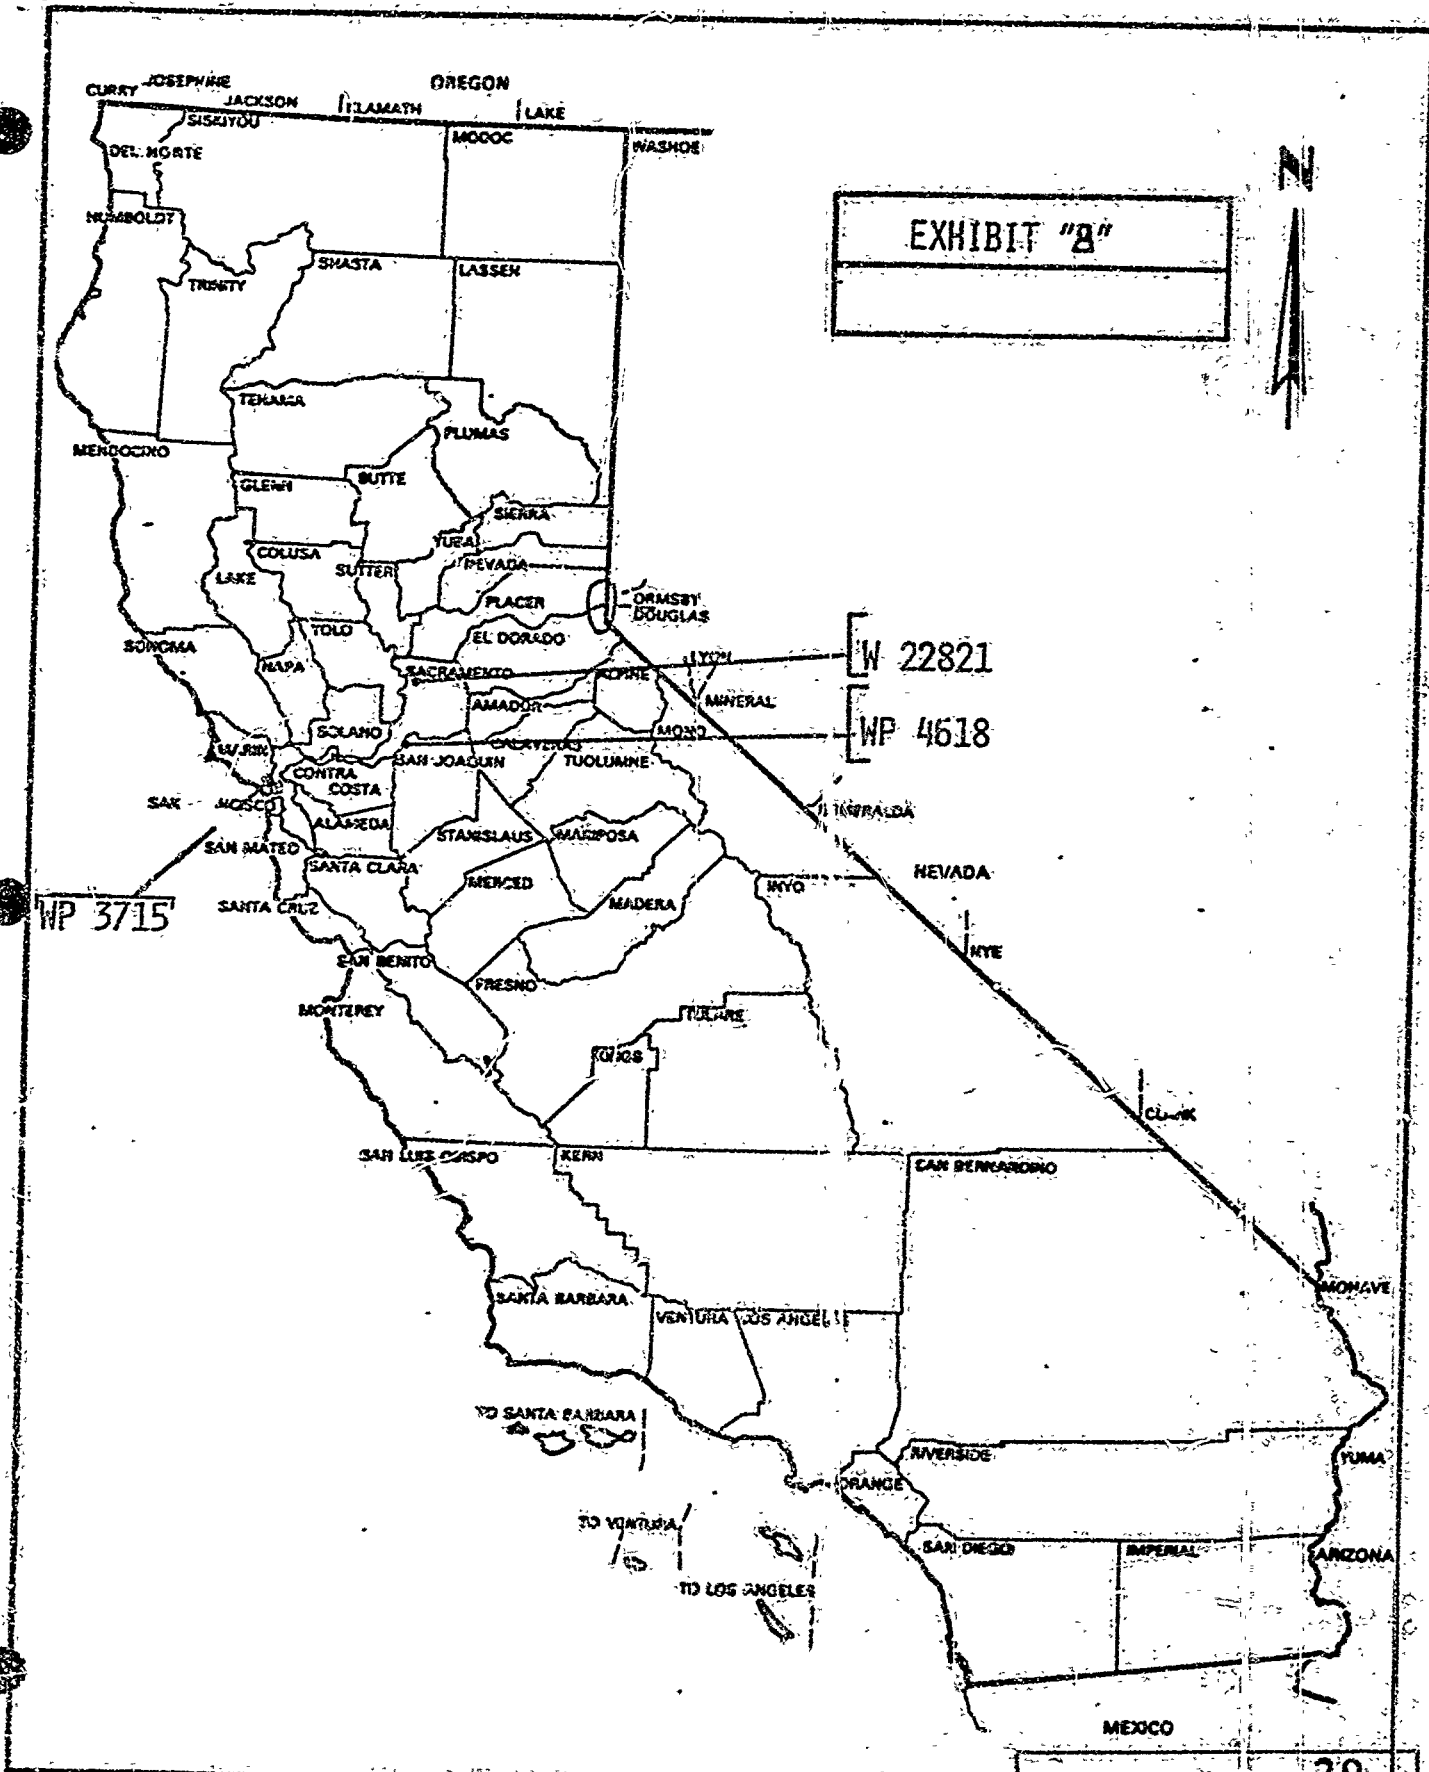 OREGON
CURRY JOSEPHINE
JACKSON KLAMATH LAKE
SISKIYOU MODOC WASHOE
DEL NORTE
HUMBOLDT
EXHIBIT "B"
N
SHASTA LASSEN
TRINITY
TEHAMA
PLUMAS
MENDOCINO
GLENN BUTTE
SIERRA
YUBA
COLUSA
SUTTER NEVADA
LAKE
PLACER ORMSBY
DOUGLAS
YOLO
EL DORADO
SONOMA
NAPA
SACRAMENTO ALPINE LYON W 22821
AMADOR MINERAL
SOLANO MONO WP 4618
MARIN CALAVERAS
SAN JOAQUIN TUOLUMNE
CONTRA
COSTA
SAN
ALAMEDA
STANISLAUS MARIPOSA
SAN MATEO
SANTA CLARA
NEVADA
MERCED INYO
SANTA CRUZ MADERA
WP 3715
NYE
SAN BENITO
FRESNO
MONTEREY
TULARE
KINGS
SAN LUIS OBISPO KERN
SAN BERNARDINO
MOHAVE
SANTA BARBARA
VENTURA LOS ANGELES
TO SANTA BARBARA
RIVERSIDE YUMA
ORANGE
TO VENTURA
SAN DIEGO IMPERIAL ARIZONA
TO LOS ANGELES
MEXICO